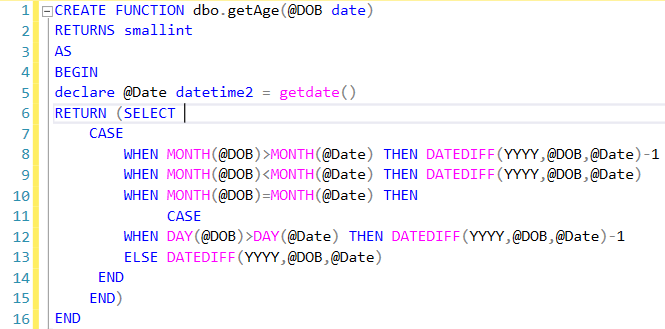 1 CREATE FUNCTION dbo.getAge(@DOB date)
2 RETURNS smallint
3 AS
4 BEGIN
5 declare @Date datetime2 = getdate()
6 RETURN (SELECT
7 CASE
8 WHEN MONTH(@DOB)>MONTH(@Date) THEN DATEDIFF(YYYY,@DOB,@Date)-1
9 WHEN MONTH(@DOB)<MONTH(@Date) THEN DATEDIFF(YYYY,@DOB,@Date)
10 WHEN MONTH(@DOB)=MONTH(@Date) THEN
11 CASE
12 WHEN DAY(@DOB)>DAY(@Date) THEN DATEDIFF(YYYY,@DOB,@Date)-1
13 ELSE DATEDIFF(YYYY,@DOB,@Date)
14 END
15 END)
16 END